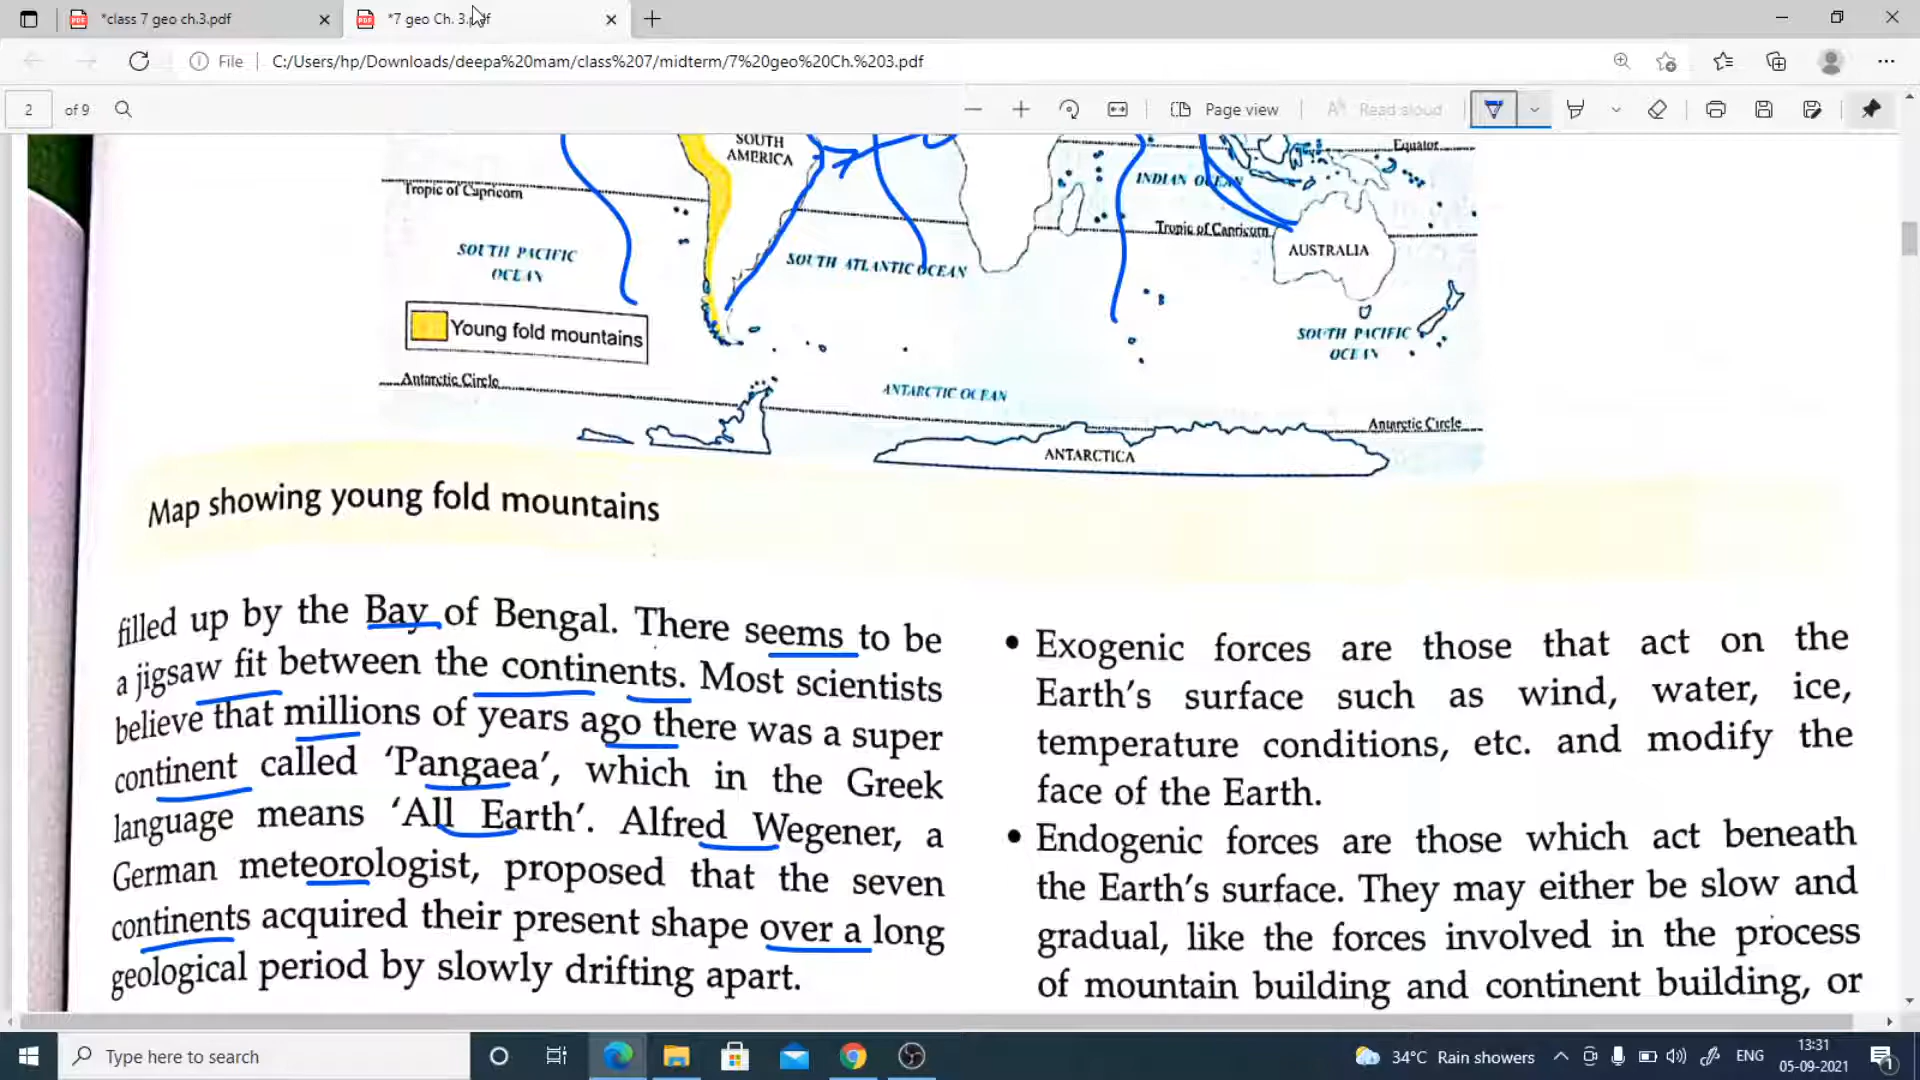 *class 7 geo ch.3.pdf
*7 geo Ch. 3.pdf
File
C:/Users/hp/Downloads/deepa%20mam/class%207/midterm/7%20geo%20Ch.%203.pdf
2 of 9
Page view
Read aloud
SOUTH
AMERICA
Equator
INDIAN OCEAN
Tropic of Capricorn
Tropic of Capricorn
SOUTH PACIFIC
OCEAN
SOUTH ATLANTIC OCEAN
AUSTRALIA
Young fold mountains
SOUTH PACIFIC
OCEAN
Antarctic Circle
ANTARCTIC OCEAN
Antarctic Circle
ANTARCTICA
Map showing young fold mountains
filled up by the Bay of Bengal. There seems to be
a jigsaw fit between the continents. Most scientists
believe that millions of years ago there was a super
continent called ‘Pangaea’, which in the Greek
language means ‘All Earth’. Alfred Wegener, a
German meteorologist, proposed that the seven
continents acquired their present shape over a long
geological period by slowly drifting apart.
• Exogenic forces are those that act on the
Earth’s surface such as wind, water, ice,
temperature conditions, etc. and modify the
face of the Earth.
• Endogenic forces are those which act beneath
the Earth’s surface. They may either be slow and
gradual, like the forces involved in the process
of mountain building and continent building, or
Type here to search
34°C Rain showers
ENG
13:31
05-09-2021
1